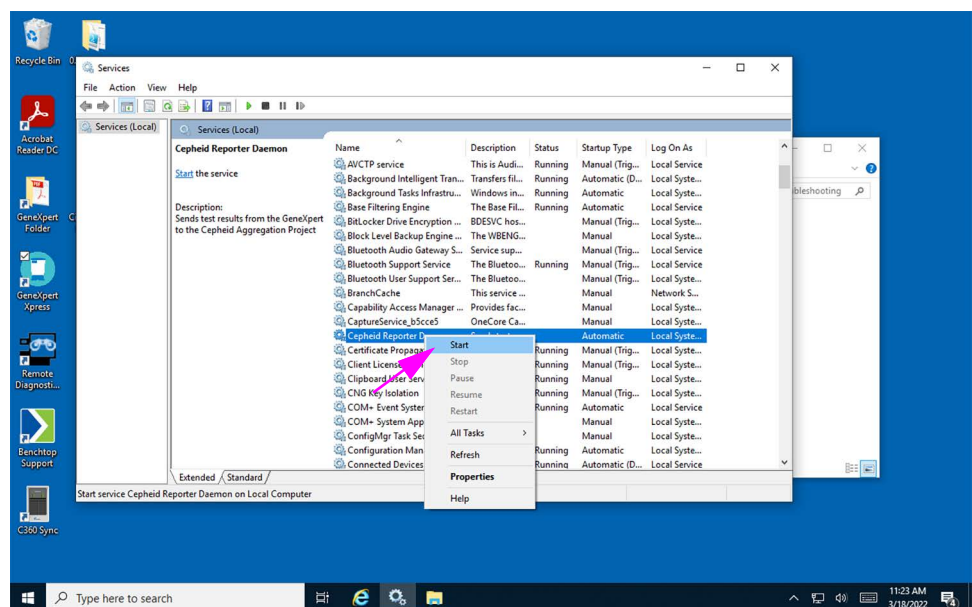 Recycle Bin
0.
Acrobat
Reader DC
GeneXpert
Folder
C
GeneXpert
Xpress
Remote
Diagnosti...
Benchtop
Support
C360 Sync
Services
File Action View Help
Services (Local)
Services (Local)
Cepheid Reporter Daemon
Start the service
Description:
Sends test results from the GeneXpert
to the Cepheid Aggregation Project
Name Description Status Startup Type Log On As
AVCTP service This is Audi... Running Manual (Trig... Local Service
Background Intelligent Tran... Transfers fil... Running Automatic (D... Local Syste...
Background Tasks Infrastru... Windows in... Running Automatic Local Syste...
Base Filtering Engine The Base Fil... Running Automatic Local Service
BitLocker Drive Encryption ... BDESVC hos... Manual (Trig... Local Syste...
Block Level Backup Engine ... The WBENG... Manual Local Syste...
Bluetooth Audio Gateway S... Service sup... Manual (Trig... Local Service
Bluetooth Support Service The Bluetoo... Running Manual (Trig... Local Service
Bluetooth User Support Ser... The Bluetoo... Manual (Trig... Local Syste...
BranchCache This service ... Manual Network S...
Capability Access Manager ... Provides fac... Manual Local Syste...
CaptureService_b5cce5 OneCore Ca... Manual Local Syste...
Cepheid Reporter D Automatic Local Syste...
Certificate Propag Running Manual (Trig... Local Syste...
Client Licens Running Manual (Trig... Local Syste...
Clipboard User Serv Running Manual Local Syste...
CNG Key Isolation Running Manual (Trig... Local Syste...
COM+ Event Syster Running Automatic Local Service
COM+ System App Manual Local Syste...
ConfigMgr Task Se Manual Local Syste...
Configuration Man Running Automatic Local Syste...
Connected Devices Running Automatic (D... Local Service
Start
Stop
Pause
Resume
Restart
All Tasks
Refresh
Properties
Help
Extended Standard
Start service Cepheid Reporter Daemon on Local Computer
bleshooting
Type here to search
11:23 AM
3/18/2022
4